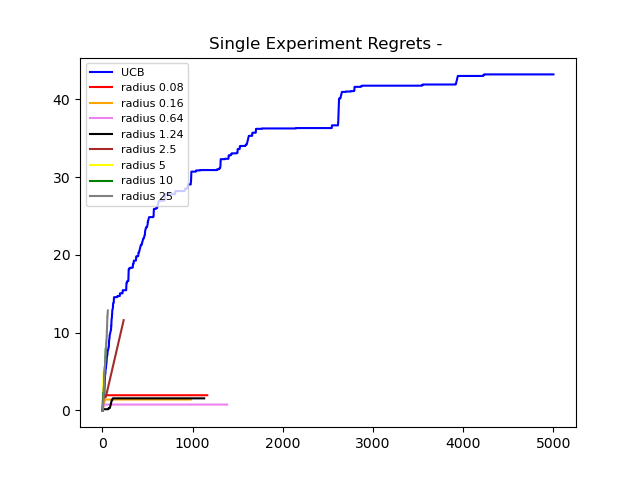 Single Experiment Regrets -
UCB
radius 0.08
radius 0.16
radius 0.64
radius 1.24
radius 2.5
radius 5
radius 10
radius 25
40
30
20
10
0
0 1000 2000 3000 4000 5000